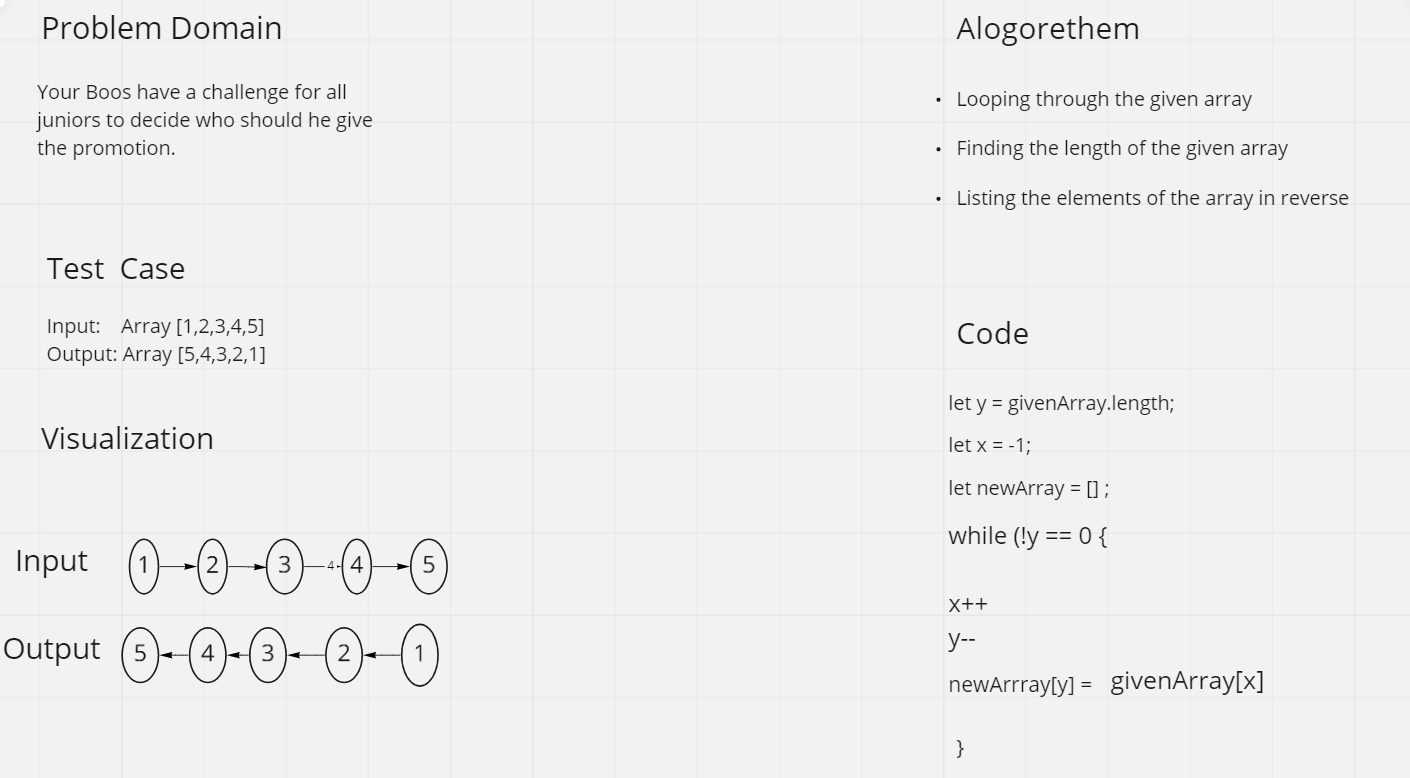 Problem Domain
Your Boos have a challenge for all
juniors to decide who should he give
the promotion.
Test Case
Input: Array [1,2,3,4,5]
Output: Array [5,4,3,2,1]
Visualization
Input 1 2 3 4 4 5
Output 5 4 3 2 1
Alogorethem
• Looping through the given array
• Finding the length of the given array
• Listing the elements of the array in reverse
Code
let y = givenArray.length;
let x = -1;
let newArray = [] ;
while (!y == 0 {
x++
y--
newArrray[y] = givenArray[x]
}